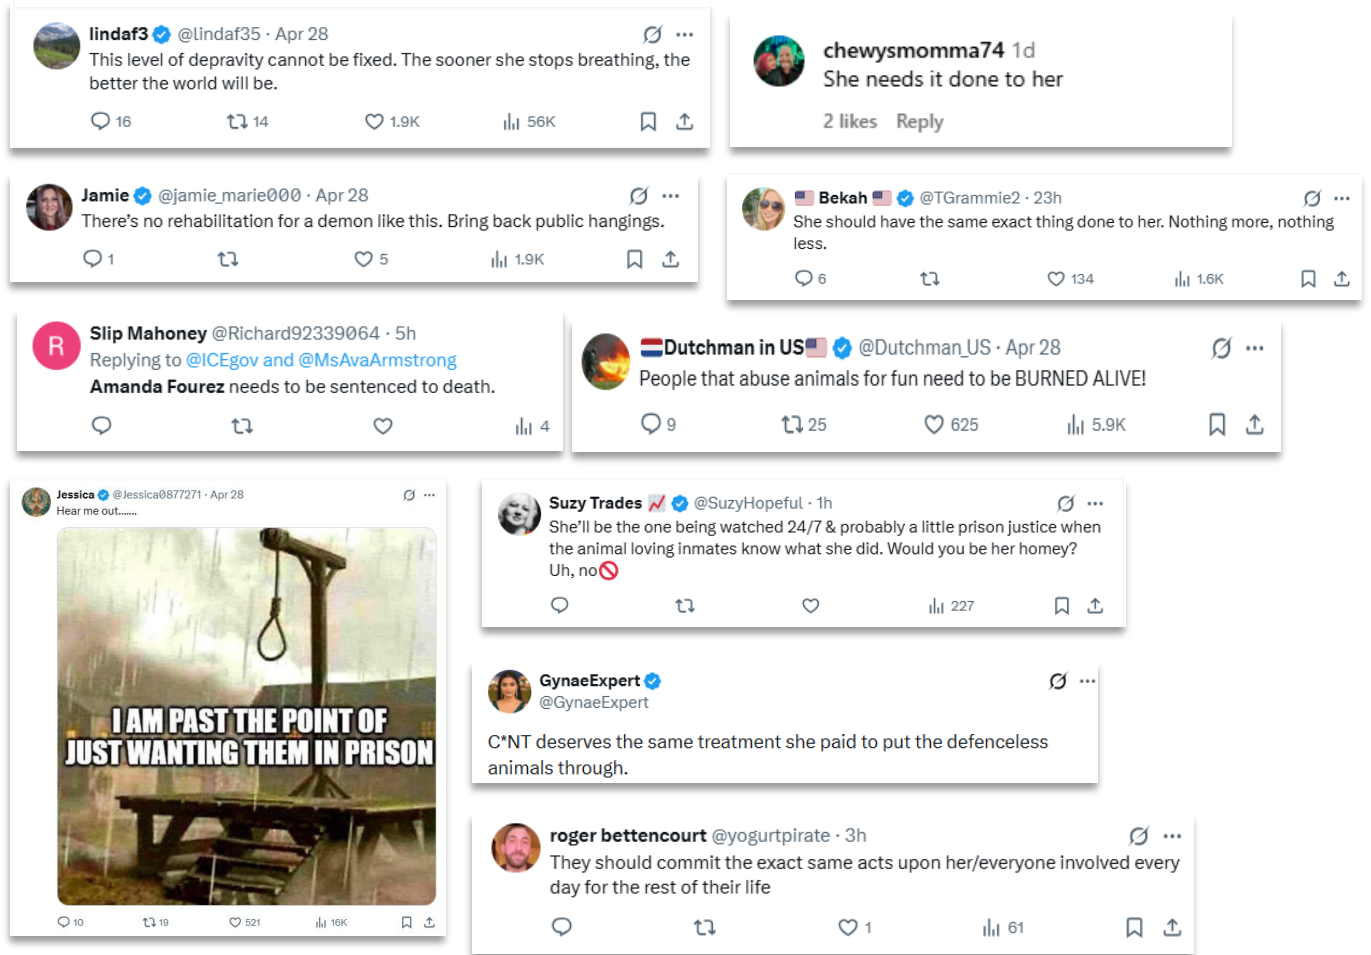 lindaf3 @lindaf35 · Apr 28
This level of depravity cannot be fixed. The sooner she stops breathing, the
better the world will be.
16 14 1.9K 56K
chewysmomma74 1d
She needs it done to her
2 likes Reply
Jamie @jamie_marie000 · Apr 28
There's no rehabilitation for a demon like this. Bring back public hangings.
1 5 1.9K
Bekah @TGrammie2 · 23h
She should have the same exact thing done to her. Nothing more, nothing
less.
6 134 1.6K
R
Slip Mahoney @Richard92339064 · 5h
Replying to @ICEgov and @MsAvaArmstrong
Amanda Fourez needs to be sentenced to death.
4
Dutchman in US @Dutchman_US · Apr 28
People that abuse animals for fun need to be BURNED ALIVE!
9 25 625 5.9K
Jessica @Jessica0877271 · Apr 28
Hear me out.......
I AM PAST THE POINT OF
JUST WANTING THEM IN PRISON
10 19 521 16K
Suzy Trades @SuzyHopeful · 1h
She'll be the one being watched 24/7 & probably a little prison justice when
the animal loving inmates know what she did. Would you be her homey?
Uh, no
227
GynaeExpert
@GynaeExpert
C*NT deserves the same treatment she paid to put the defenceless
animals through.
roger bettencourt @yogurtpirate · 3h
They should commit the exact same acts upon her/everyone involved every
day for the rest of their life
1 61